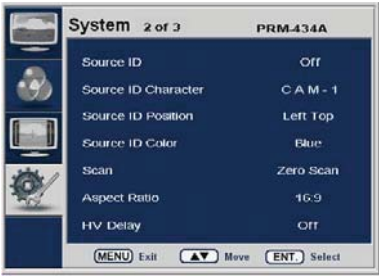 System 2 of 3 PRM-434A
Source ID Off
Source ID Character C A M - 1
Source ID Position Left Top
Source ID Color Blue
Scan Zero Scan
Aspect Ratio 16:9
HV Delay Off
MENU Exit ▲▼ Move ENT. Select